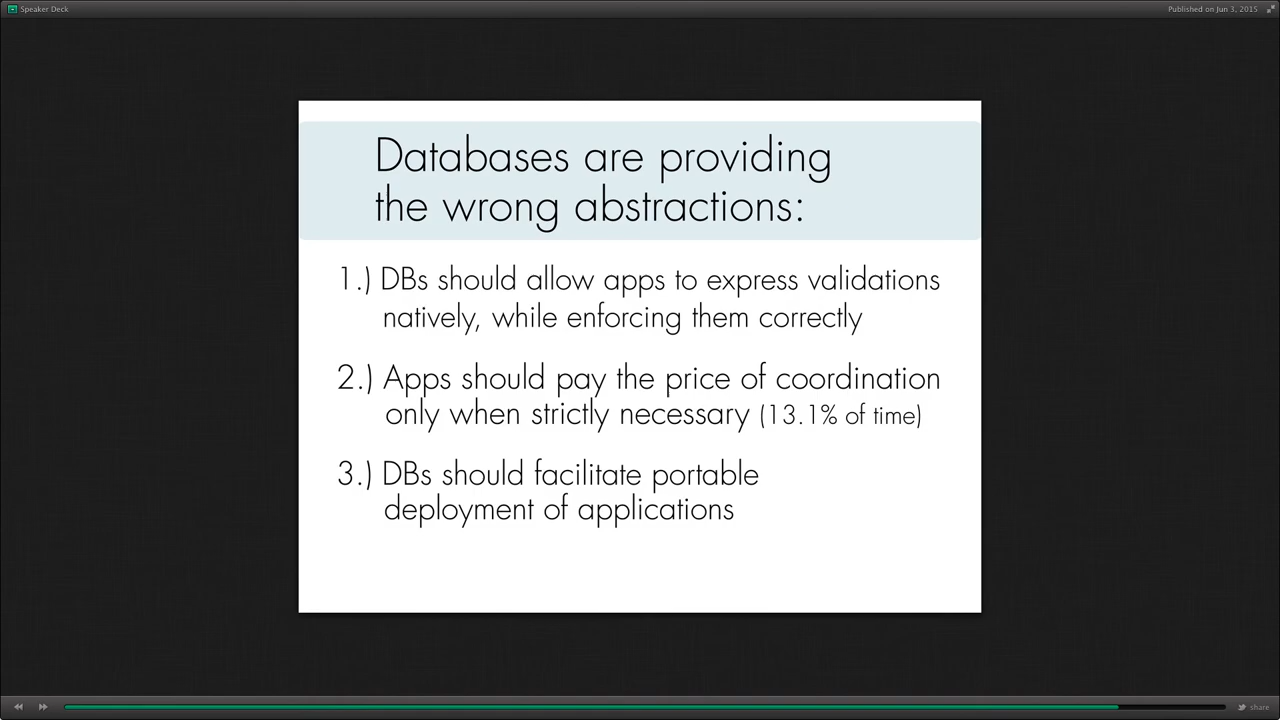 Speaker Deck
Published on Jun 3, 2015
Databases are providing
the wrong abstractions:
1.) DBs should allow apps to express validations
natively, while enforcing them correctly
2.) Apps should pay the price of coordination
only when strictly necessary (13.1% of time)
3.) DBs should facilitate portable
deployment of applications
share